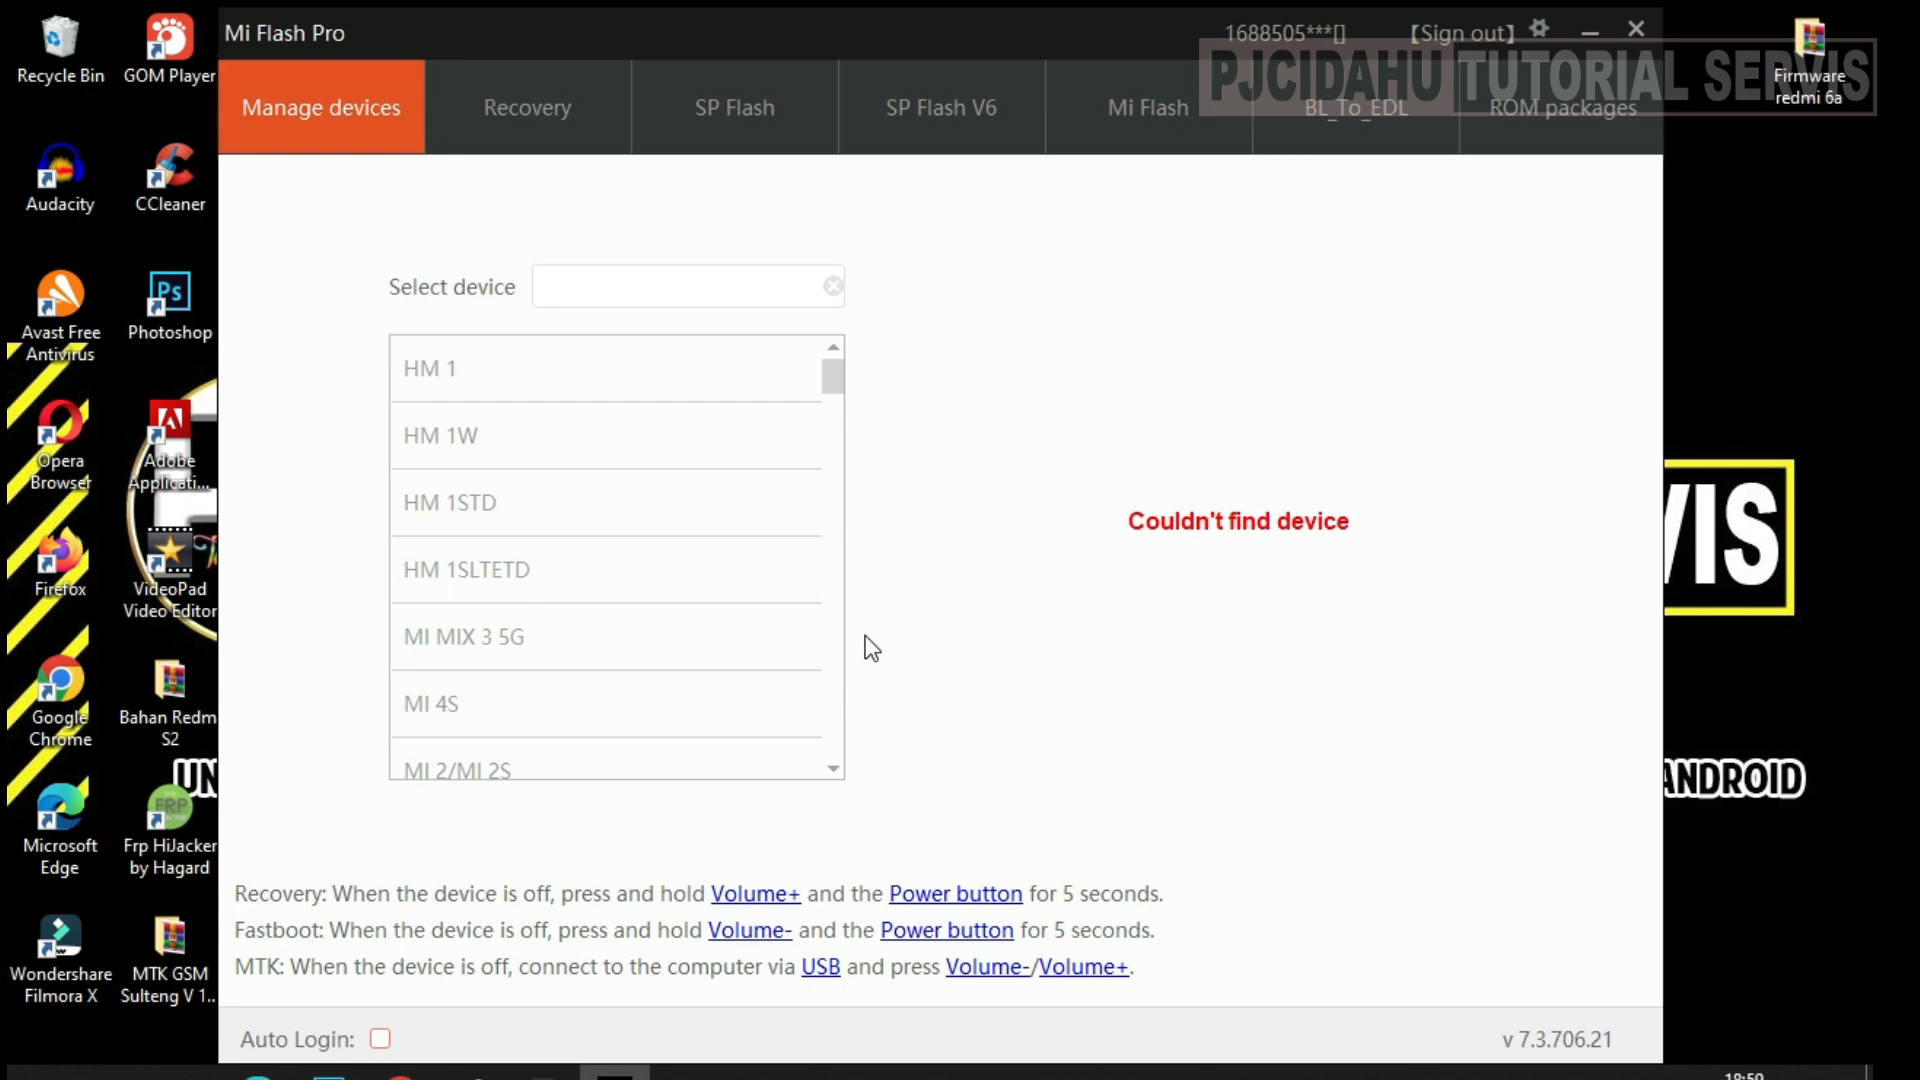 Mi Flash Pro
1688505***[]
【Sign out】
Manage devices
Recovery
SP Flash
SP Flash V6
Mi Flash
BL_To_EDL
ROM packages
PJCIDAHU TUTORIAL SERVIS
Select device
HM 1
HM 1W
HM 1STD
HM 1SLTETD
MI MIX 3 5G
MI 4S
MI 2/MI 2S
Couldn't find device
Recovery: When the device is off, press and hold Volume+ and the Power button for 5 seconds.
Fastboot: When the device is off, press and hold Volume- and the Power button for 5 seconds.
MTK: When the device is off, connect to the computer via USB and press Volume-/Volume+.
Auto Login:
v 7.3.706.21
Recycle Bin
GOM Player
Audacity
CCleaner
Avast Free
Antivirus
Photoshop
Opera
Browser
Adobe
Applicati...
Firefox
VideoPad
Video Editor
Google
Chrome
Bahan Redm
S2
Microsoft
Edge
Frp HiJacker
by Hagard
Wondershare
Filmora X
MTK GSM
Sulteng V 1..
Firmware
redmi 6a
VIS
UN
ANDROID
18:59